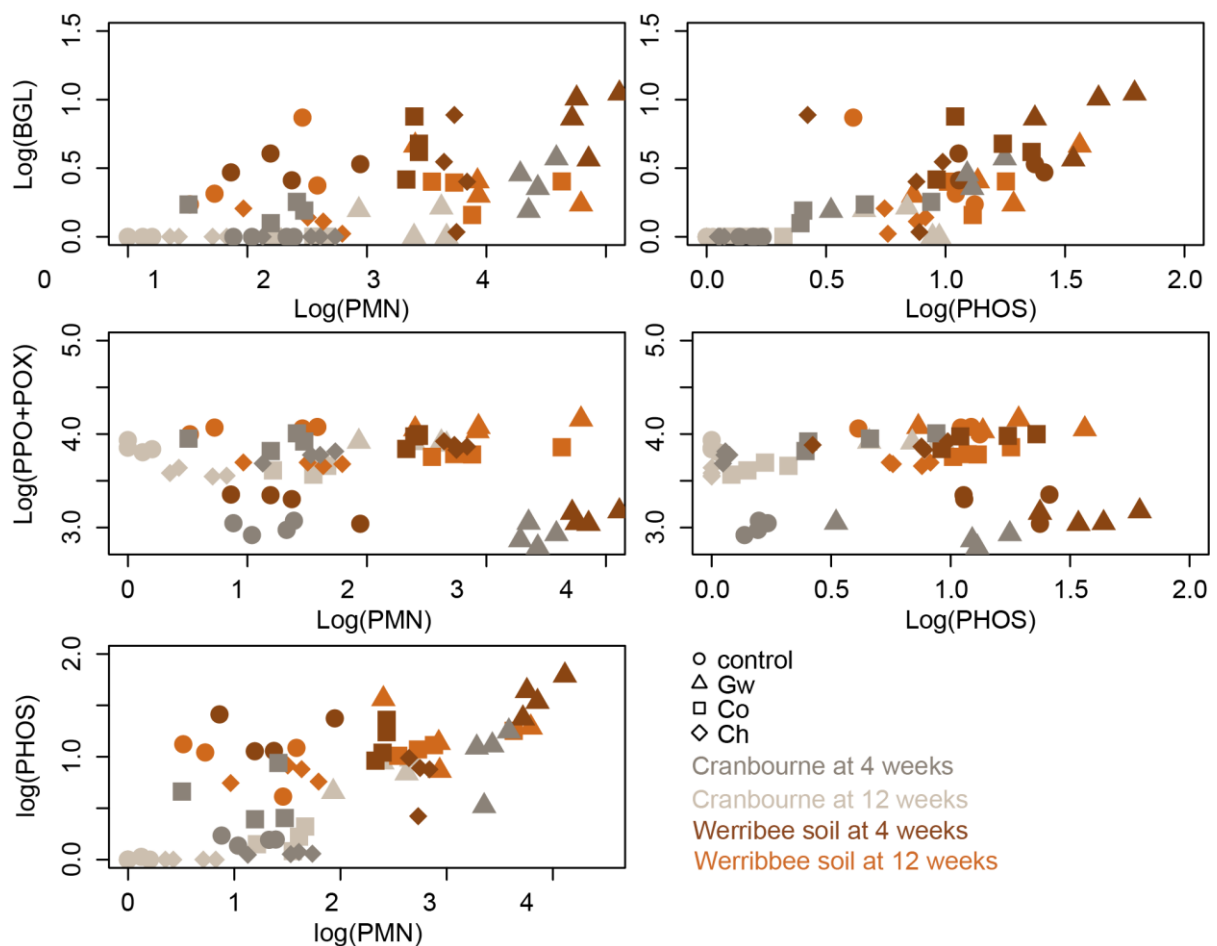 1.5
1.0
0.5
0.0
Log(BGL)
0 1 2 3 4
Log(PMN)
0.0 0.5 1.0 1.5 2.0
Log(PHOS)
5.0
4.0
3.0
Log(PPO+POX)
0 1 2 3 4
Log(PMN)
5.0
4.0
3.0
0.0 0.5 1.0 1.5 2.0
Log(PHOS)
2.0
1.0
0.0
log(PHOS)
0 1 2 3 4
log(PMN)
control
Gw
Co
Ch
Cranbourne at 4 weeks
Cranbourne at 12 weeks
Werribee soil at 4 weeks
Werribbee soil at 12 weeks
1.5
1.0
0.5
0.0